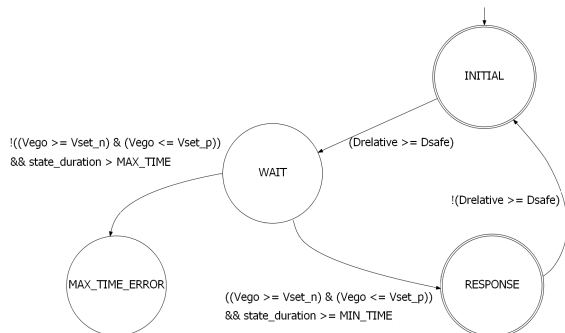 INITIAL
!((Vego >= Vset_n) & (Vego <= Vset_p))
&& state_duration > MAX_TIME
(Drelative >= Dsafe)
WAIT
!(Drelative >= Dsafe)
MAX_TIME_ERROR
RESPONSE
((Vego >= Vset_n) & (Vego <= Vset_p))
&& state_duration >= MIN_TIME